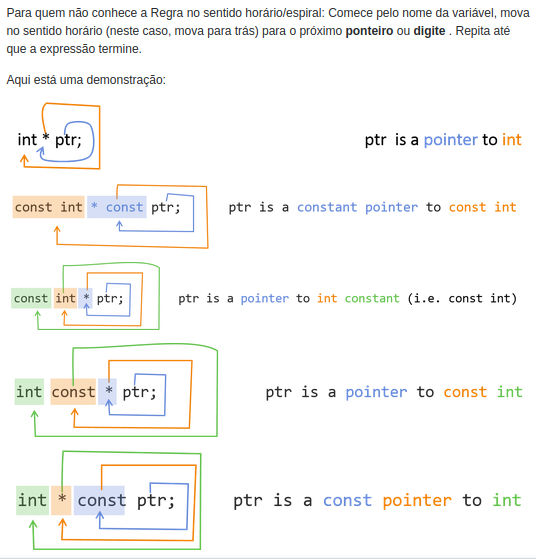 Para quem não conhece a Regra no sentido horário/espiral: Comece pelo nome da variável, mova
no sentido horário (neste caso, mova para trás) para o próximo ponteiro ou digite . Repita até
que a expressão termine.
Aqui está uma demonstração:
int * ptr; ptr is a pointer to int
const int * const ptr; ptr is a constant pointer to const int
const int * ptr; ptr is a pointer to int constant (i.e. const int)
int const * ptr; ptr is a pointer to const int
int * const ptr; ptr is a const pointer to int